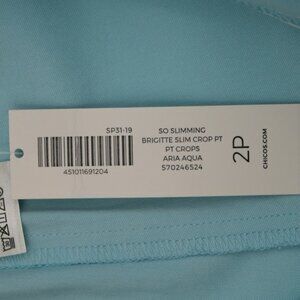 SP31-19
451011691204
SO SLIMMING
BRIGITTE SLIM CROP PT
PT CROPS
ARIA AQUA
570246524
2P
CHICOS.COM